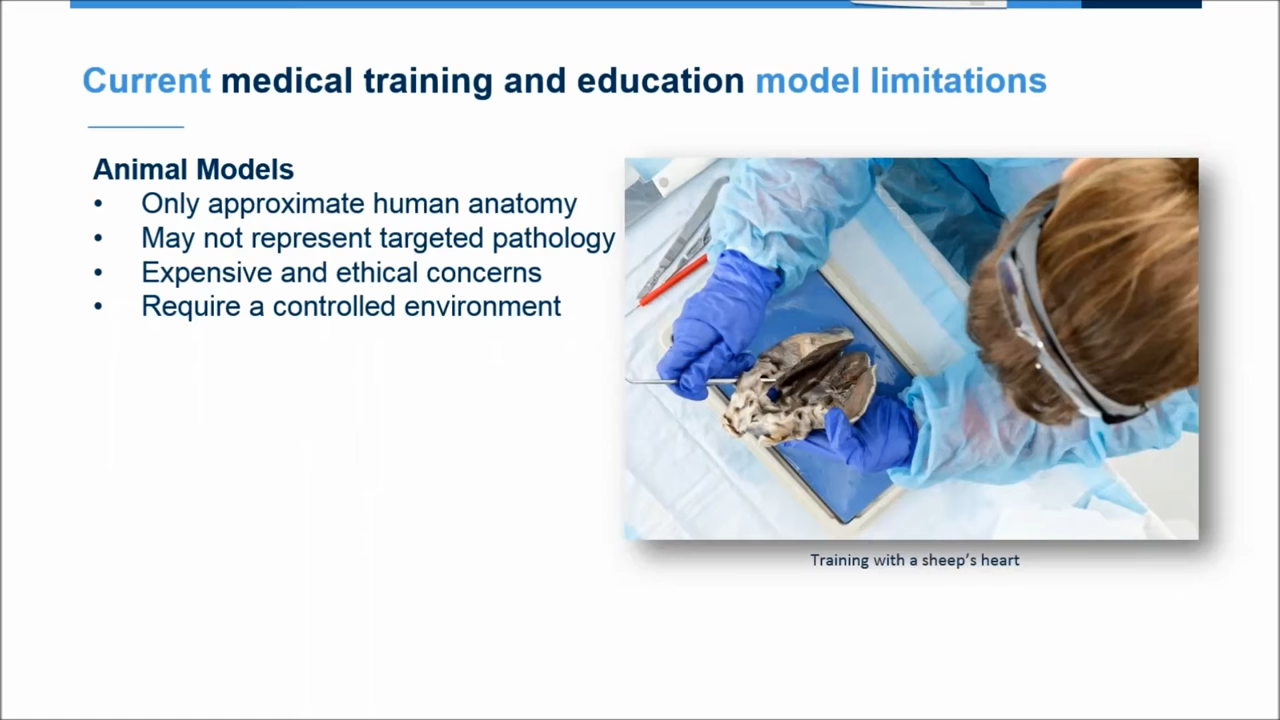 Current medical training and education model limitations
Animal Models
• Only approximate human anatomy
• May not represent targeted pathology
• Expensive and ethical concerns
• Require a controlled environment
Training with a sheep’s heart